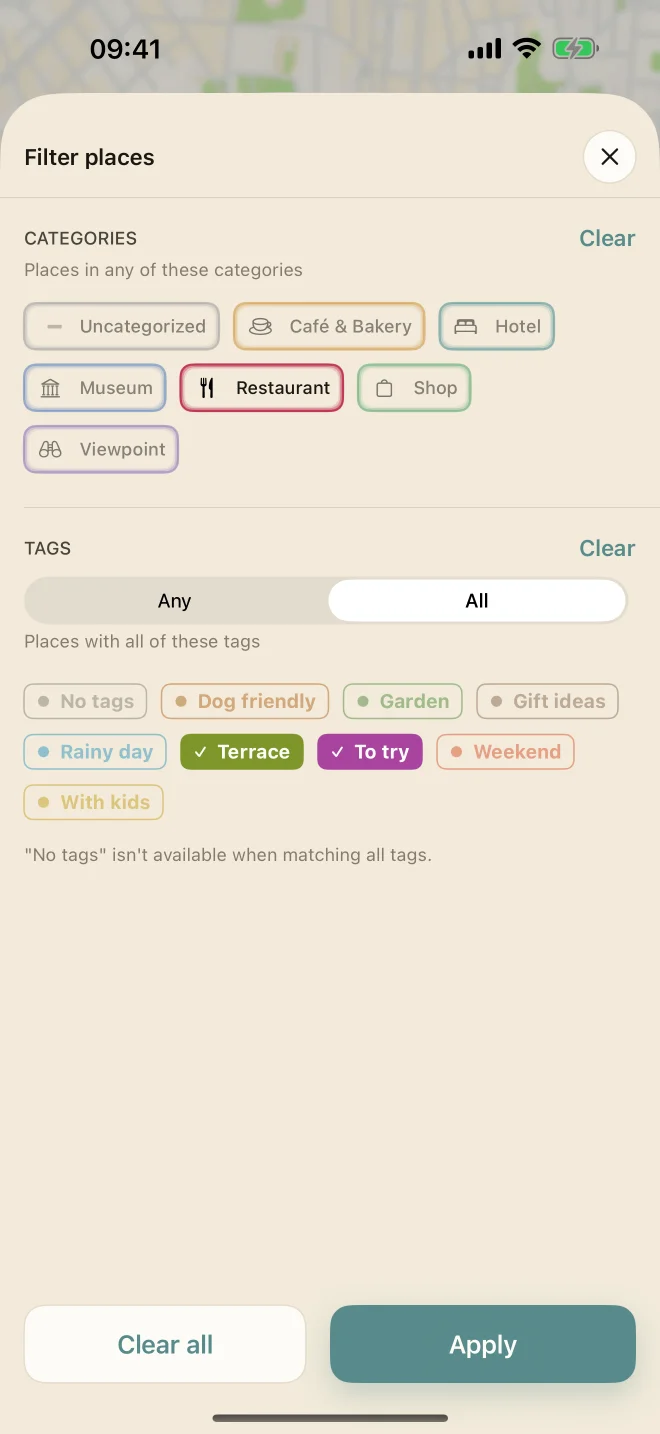 09:41
Filter places
CATEGORIES Clear
Places in any of these categories
Uncategorized Café & Bakery Hotel
Museum Restaurant Shop
Viewpoint
TAGS Clear
Any All
Places with all of these tags
No tags Dog friendly Garden Gift ideas
Rainy day Terrace To try Weekend
With kids
"No tags" isn't available when matching all tags.
Clear all Apply